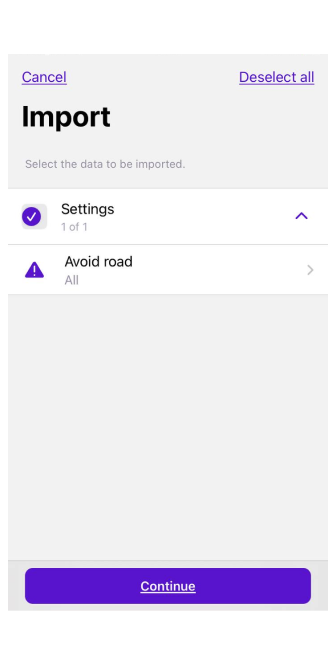 Cancel
Deselect all
Import
Select the data to be imported.
Settings
1 of 1
Avoid road
All
Continue